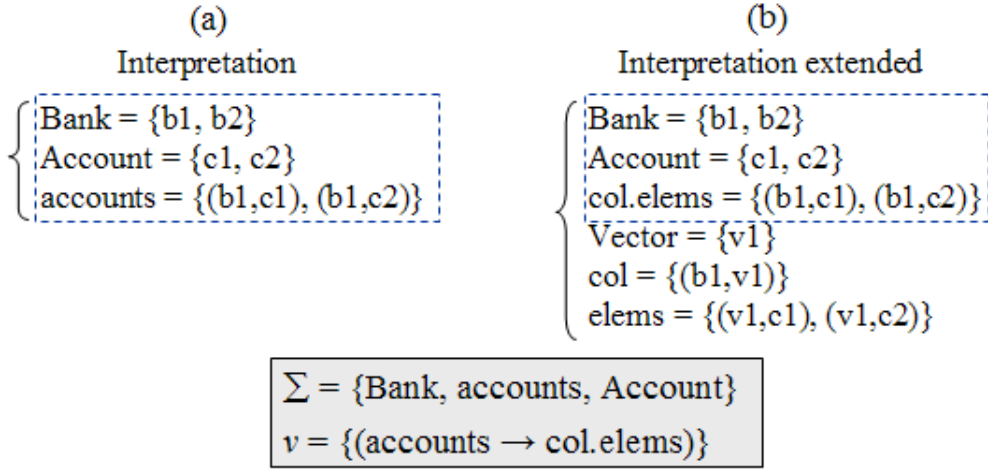 (a)
Interpretation
Bank = {b1, b2}
Account = {c1, c2}
accounts = {(b1,c1), (b1,c2)}
(b)
Interpretation extended
Bank = {b1, b2}
Account = {c1, c2}
col.elems = {(b1,c1), (b1,c2)}
Vector = {v1}
col = {(b1,v1)}
elems = {(v1,c1), (v1,c2)}
∑ = {Bank, accounts, Account}
v = {(accounts → col.elems)}